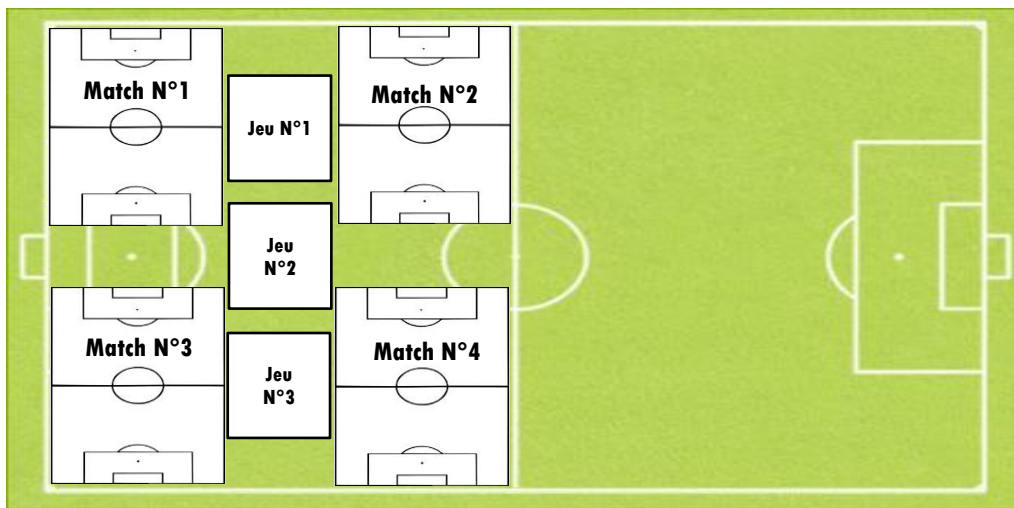 Match N°1
Match N°2
Jeu N°1
Jeu
N°2
Match N°3
Match N°4
Jeu
N°3